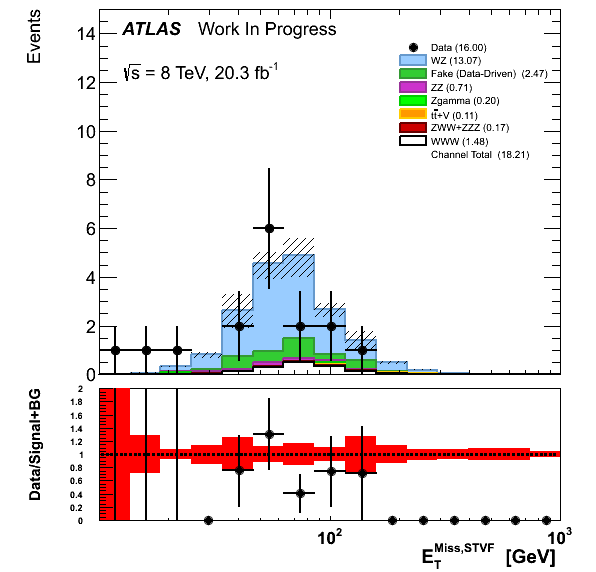 Events
14
12
10
8
6
4
2
0
ATLAS Work In Progress
√s = 8 TeV, 20.3 fb⁻¹
Data (16.00)
WZ (13.07)
Fake (Data-Driven) (2.47)
ZZ (0.71)
Zgamma (0.20)
tt̄+V (0.11)
ZWW+ZZZ (0.17)
WWW (1.48)
Channel Total (18.21)
Data/Signal+BG
2
1.8
1.6
1.4
1.2
1
0.8
0.6
0.4
0.2
0
10²
10³
E_T^Miss,STVF [GeV]